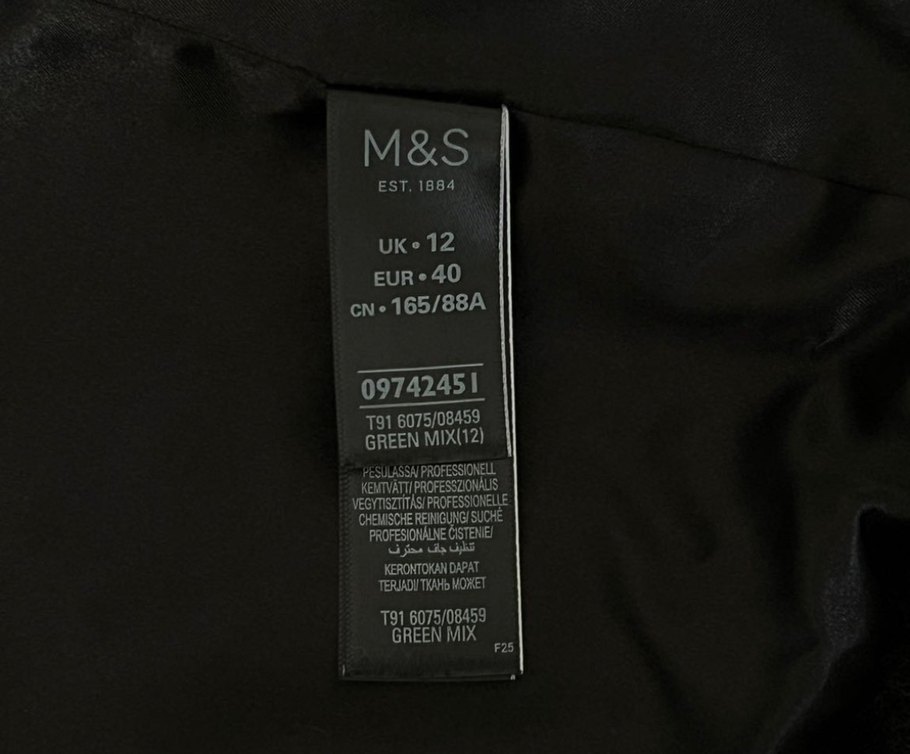 M&S
EST. 1884
UK • 12
EUR • 40
CN • 165/88A
09742451
T91 6075/08459
GREEN MIX(12)
PESULASSA/ PROFESSIONELL
KEMTVÄTT/ PROFESSZIONÁLIS
VEGYTISZTÍTÁS/ PROFESSIONELLE
CHEMISCHE REINIGUNG/ SUCHÉ
PROFESIONÁLNE ČISTENIE/
تنظيف جاف محترف
KERONTOKAN DAPAT
TERJADI/ ТКАНЬ МОЖЕТ
T91 6075/08459
GREEN MIX
F25